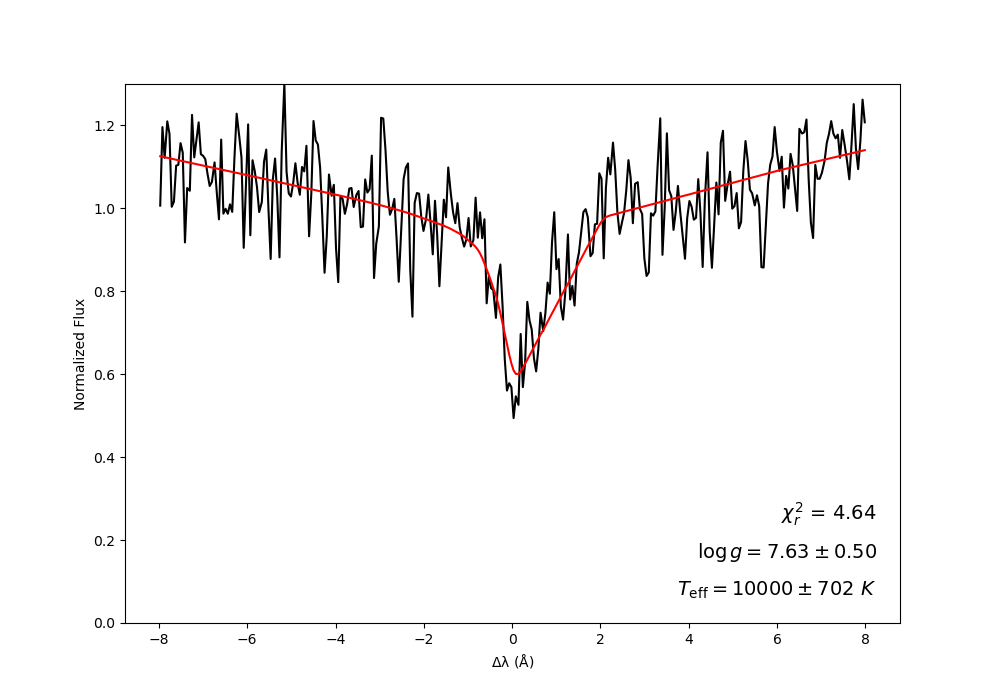 1.2
1.0
0.8
0.6
0.4
0.2
0.0
Normalized Flux
χ²ᵣ = 4.64
log g = 7.63 ± 0.50
T_eff = 10000 ± 702 K
−8 −6 −4 −2 0 2 4 6 8
Δλ (Å)